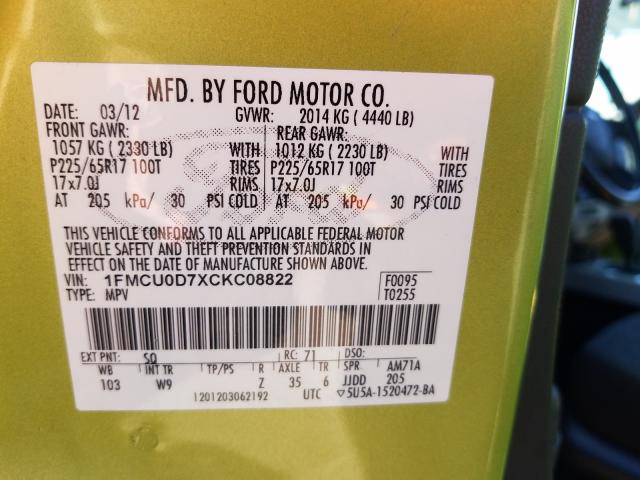 MFD. BY FORD MOTOR CO.
DATE: 03/12 GVWR: 2014 KG ( 4440 LB)
FRONT GAWR: REAR GAWR:
1057 KG ( 2330 LB) WITH 1012 KG ( 2230 LB) WITH
P225/65R17 100T TIRES P225/65R17 100T TIRES
17x7.0J RIMS 17x7.0J RIMS
AT 205 kPa/ 30 PSI COLD AT 205 kPa/ 30 PSI COLD
THIS VEHICLE CONFORMS TO ALL APPLICABLE FEDERAL MOTOR
VEHICLE SAFETY AND THEFT PREVENTION STANDARDS IN
EFFECT ON THE DATE OF MANUFACTURE SHOWN ABOVE.
VIN: 1FMCU0D7XCKC08822 F0095
TYPE: MPV T0255
EXT PNT: SQ RC: 71 DSO:
WB INT TR TP/PS R AXLE TR SPR AM71A
103 W9 Z 35 6 JJDD 205
1201203062192 UTC ▽5U5A-1520472-BA